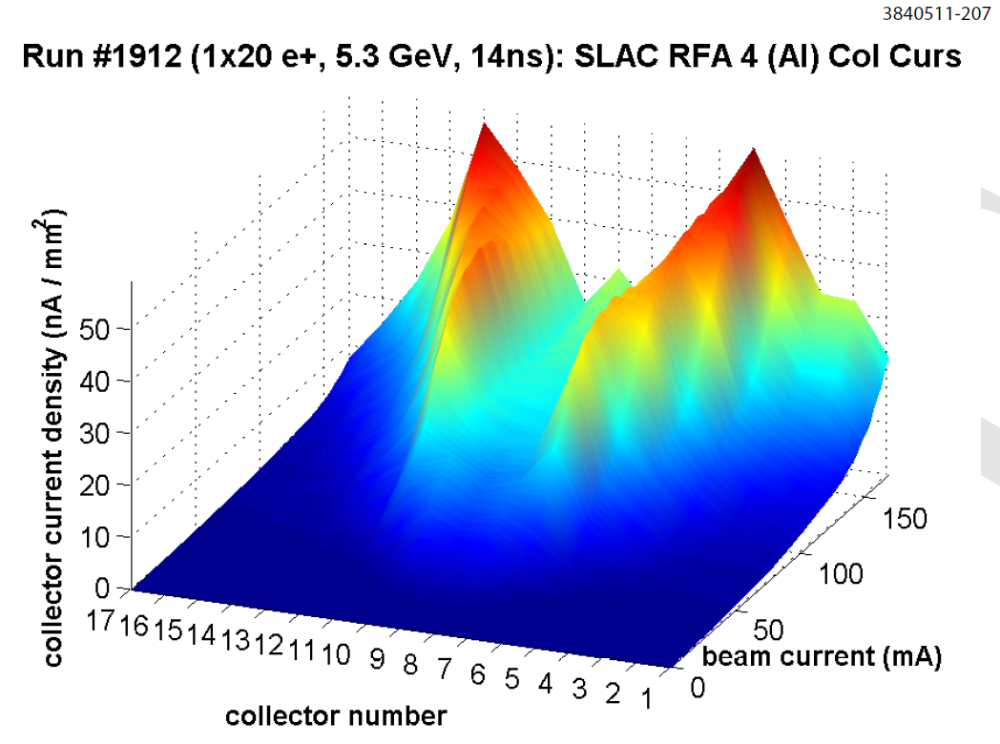 3840511-207
Run #1912 (1x20 e+, 5.3 GeV, 14ns): SLAC RFA 4 (Al) Col Curs
collector current density (nA / mm²)
50
40
30
20
10
0
17 16 15 14 13 12 11 10 9 8 7 6 5 4 3 2 1
collector number
150
100
50
0
beam current (mA)